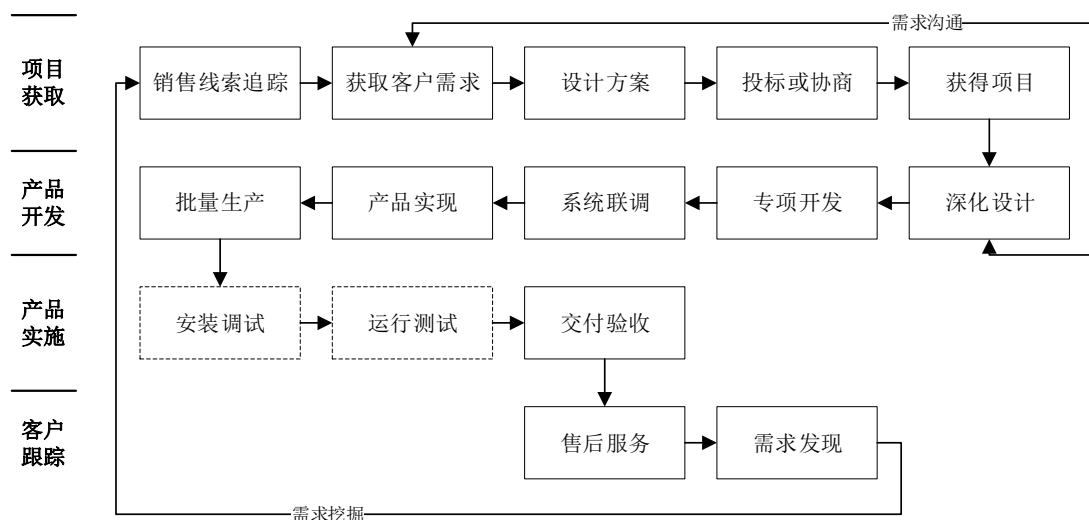 需求沟通
项目
获取
销售线索追踪
获取客户需求
设计方案
投标或协商
获得项目
产品
开发
批量生产
产品实现
系统联调
专项开发
深化设计
产品
实施
安装调试
运行测试
交付验收
客户
跟踪
售后服务
需求发现
需求挖掘